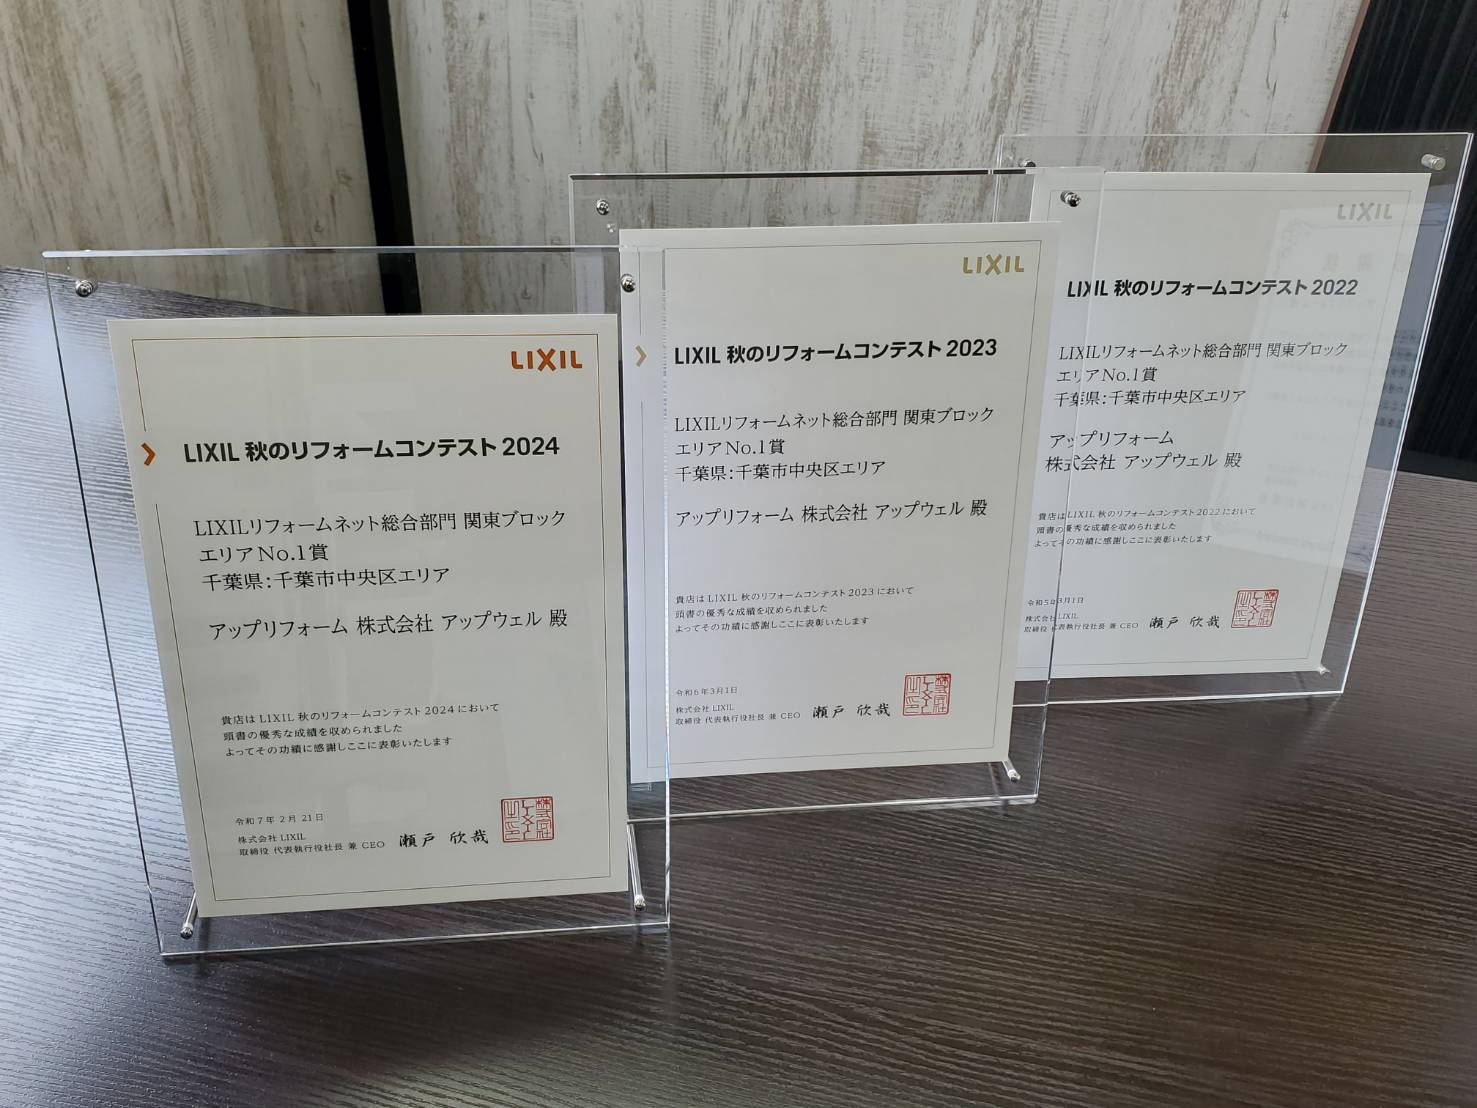 LIXIL
LIXIL 秋のリフォームコンテスト 2024
LIXILリフォームネット総合部門 関東ブロック
エリアNo.1賞
千葉県：千葉市中央区エリア
アップリフォーム 株式会社 アップウェル 殿
貴店は LIXIL 秋のリフォームコンテスト 2024 において
頭書の優秀な成績を収められました
よってその功績に感謝しここに表彰いたします
令和7年 2月 21日
株式会社 LIXIL
取締役 代表執行役社長 兼 CEO 瀬戸 欣哉
LIXIL
LIXIL 秋のリフォームコンテスト 2023
LIXILリフォームネット総合部門 関東ブロック
エリアNo.1賞
千葉県：千葉市中央区エリア
アップリフォーム 株式会社 アップウェル 殿
貴店は LIXIL 秋のリフォームコンテスト 2023 において
頭書の優秀な成績を収められました
よってその功績に感謝しここに表彰いたします
令和6年3月1日
株式会社 LIXIL
取締役 代表執行役社長 兼 CEO 瀬戸 欣哉
LIXIL
LIXIL 秋のリフォームコンテスト 2022
LIXILリフォームネット総合部門 関東ブロック
エリアNo.1賞
千葉県：千葉市中央区エリア
アップリフォーム
株式会社 アップウェル 殿
貴店は LIXIL 秋のリフォームコンテスト 2022 において
頭書の優秀な成績を収められました
よってその功績に感謝しここに表彰いたします
令和5年3月1日
株式会社 LIXIL
取締役 代表執行役社長 兼 CEO 瀬戸 欣哉